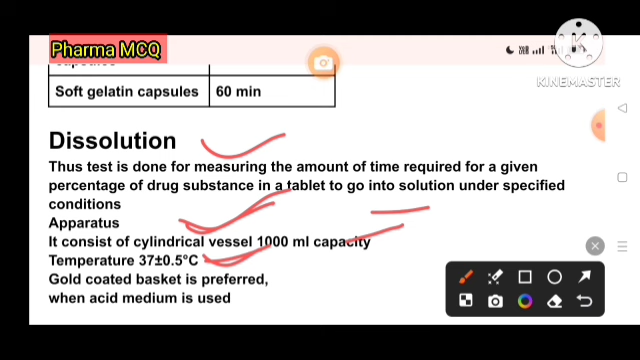 Pharma MCQ
KINEMASTER
Soft gelatin capsules 60 min
Dissolution
Thus test is done for measuring the amount of time required for a given
percentage of drug substance in a tablet to go into solution under specified
conditions
Apparatus
It consist of cylindrical vessel 1000 ml capacity
Temperature 37±0.5°C
Gold coated basket is preferred,
when acid medium is used